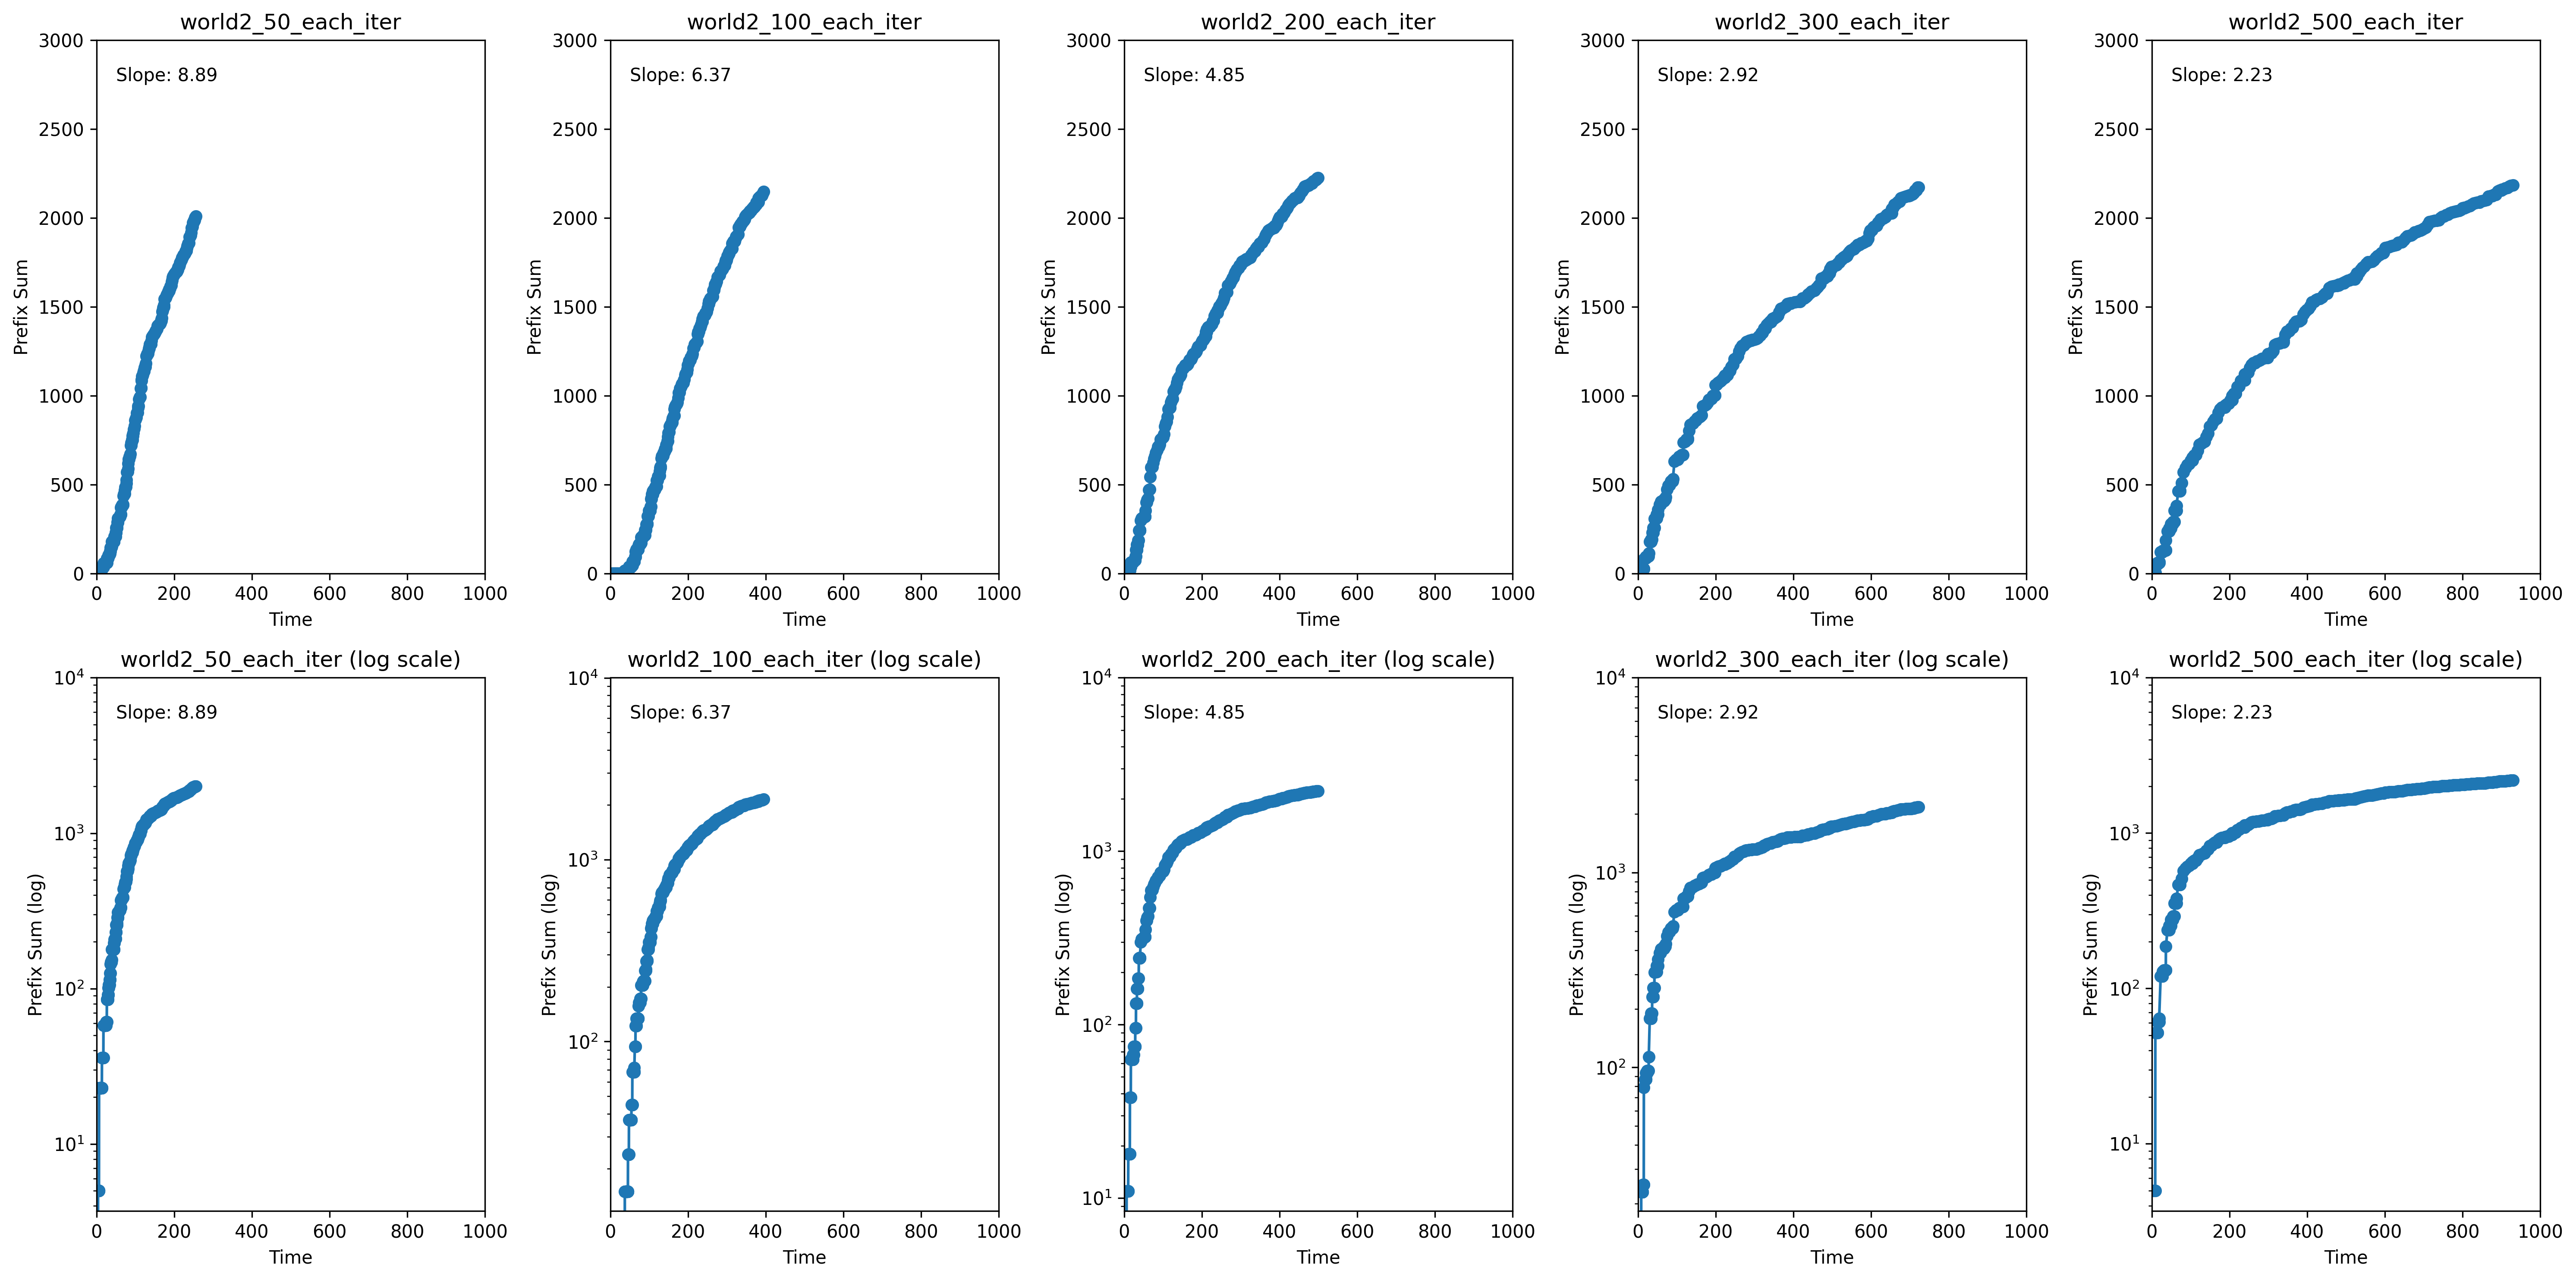 world2_50_each_iter
world2_100_each_iter
world2_200_each_iter
world2_300_each_iter
world2_500_each_iter
3000
2500
2000
1500
1000
500
0
Slope: 8.89
Prefix Sum
0 200 400 600 800 1000
Time
3000
2500
2000
1500
1000
500
0
Slope: 6.37
Prefix Sum
0 200 400 600 800 1000
Time
3000
2500
2000
1500
1000
500
0
Slope: 4.85
Prefix Sum
0 200 400 600 800 1000
Time
3000
2500
2000
1500
1000
500
0
Slope: 2.92
Prefix Sum
0 200 400 600 800 1000
Time
3000
2500
2000
1500
1000
500
0
Slope: 2.23
Prefix Sum
0 200 400 600 800 1000
Time
world2_50_each_iter (log scale)
world2_100_each_iter (log scale)
world2_200_each_iter (log scale)
world2_300_each_iter (log scale)
world2_500_each_iter (log scale)
10⁴
10³
10²
10¹
Slope: 8.89
Prefix Sum (log)
0 200 400 600 800 1000
Time
10⁴
10³
10²
Slope: 6.37
Prefix Sum (log)
0 200 400 600 800 1000
Time
10⁴
10³
10²
10¹
Slope: 4.85
Prefix Sum (log)
0 200 400 600 800 1000
Time
10⁴
10³
10²
Slope: 2.92
Prefix Sum (log)
0 200 400 600 800 1000
Time
10⁴
10³
10²
10¹
Slope: 2.23
Prefix Sum (log)
0 200 400 600 800 1000
Time